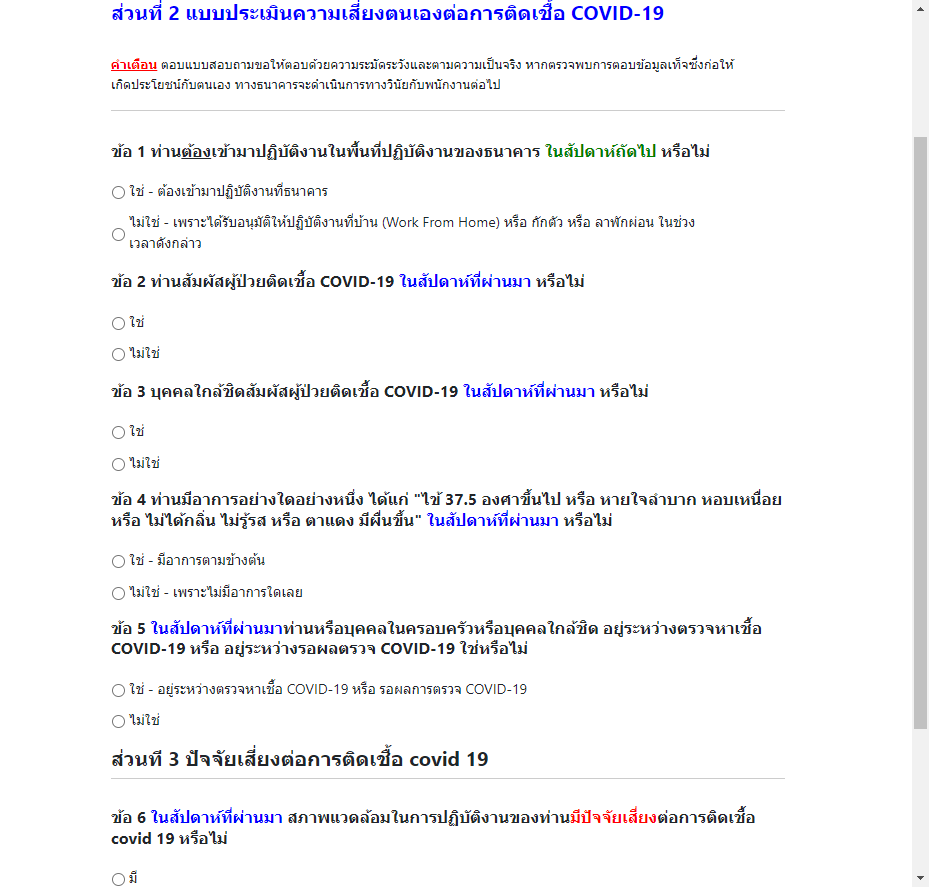 ส่วนที่ 2 แบบประเมินความเสี่ยงตนเองต่อการติดเชื้อ COVID-19
คำเตือน ตอบแบบสอบถามขอให้ตอบด้วยความระมัดระวังและตามความเป็นจริง หากตรวจพบการตอบข้อมูลเท็จซึ่งก่อให้
เกิดประโยชน์กับตนเอง ทางธนาคารจะดำเนินการทางวินัยกับพนักงานต่อไป
ข้อ 1 ท่านต้องเข้ามาปฏิบัติงานในพื้นที่ปฏิบัติงานของธนาคาร ในสัปดาห์ถัดไป หรือไม่
ใช่ - ต้องเข้ามาปฏิบัติงานที่ธนาคาร
ไม่ใช่ - เพราะได้รับอนุมัติให้ปฏิบัติงานที่บ้าน (Work From Home) หรือ กักตัว หรือ ลาพักผ่อน ในช่วง
เวลาดังกล่าว
ข้อ 2 ท่านสัมผัสผู้ป่วยติดเชื้อ COVID-19 ในสัปดาห์ที่ผ่านมา หรือไม่
ใช่
ไม่ใช่
ข้อ 3 บุคคลใกล้ชิดสัมผัสผู้ป่วยติดเชื้อ COVID-19 ในสัปดาห์ที่ผ่านมา หรือไม่
ใช่
ไม่ใช่
ข้อ 4 ท่านมีอาการอย่างใดอย่างหนึ่ง ได้แก่ "ไข้ 37.5 องศาขึ้นไป หรือ หายใจลำบาก หอบเหนื่อย
หรือ ไม่ได้กลิ่น ไม่รู้รส หรือ ตาแดง มีผื่นขึ้น" ในสัปดาห์ที่ผ่านมา หรือไม่
ใช่ - มีอาการตามข้างต้น
ไม่ใช่ - เพราะไม่มีอาการใดเลย
ข้อ 5 ในสัปดาห์ที่ผ่านมาท่านหรือบุคคลในครอบครัวหรือบุคคลใกล้ชิด อยู่ระหว่างตรวจหาเชื้อ
COVID-19 หรือ อยู่ระหว่างรอผลตรวจ COVID-19 ใช่หรือไม่
ใช่ - อยู่ระหว่างตรวจหาเชื้อ COVID-19 หรือ รอผลการตรวจ COVID-19
ไม่ใช่
ส่วนที่ 3 ปัจจัยเสี่ยงต่อการติดเชื้อ covid 19
ข้อ 6 ในสัปดาห์ที่ผ่านมา สภาพแวดล้อมในการปฏิบัติงานของท่านมีปัจจัยเสี่ยงต่อการติดเชื้อ
covid 19 หรือไม่
มี